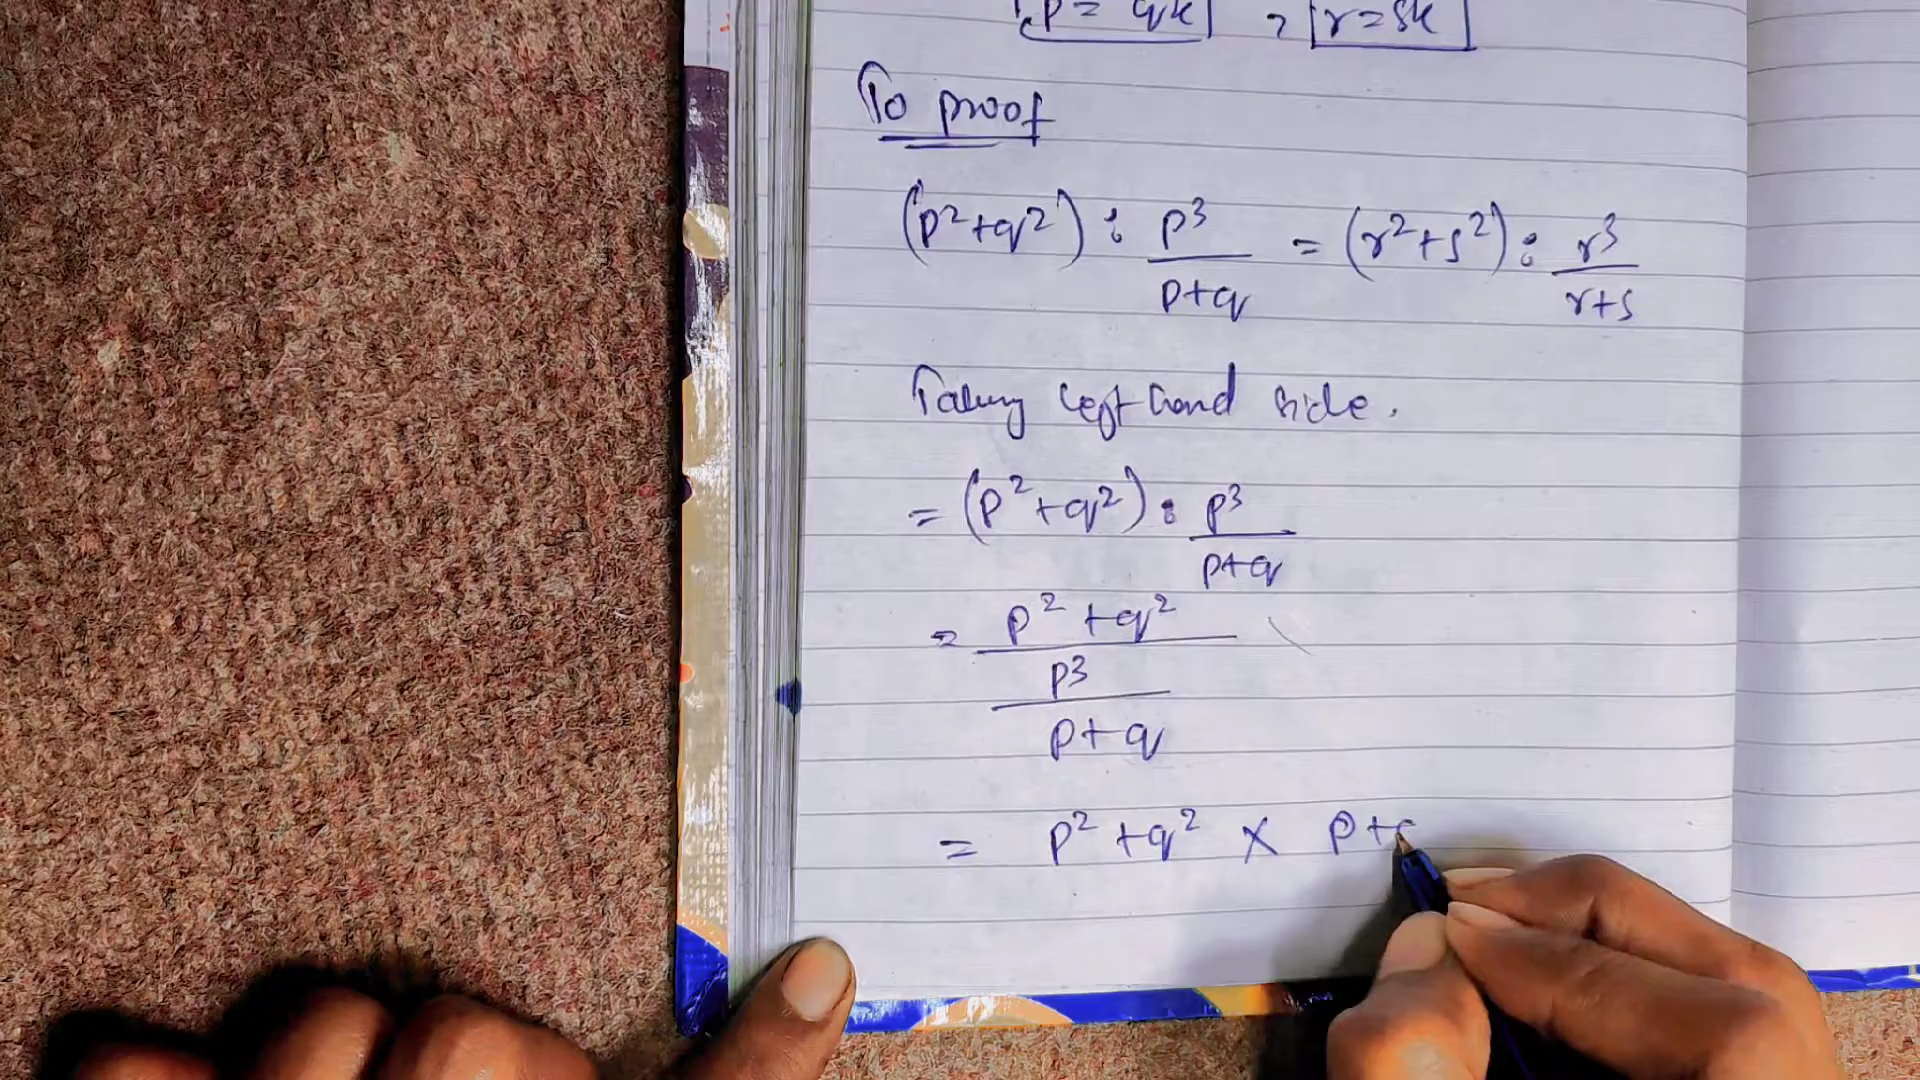 p = qk , r = sk
To proof
(p²+q²) : p³/p+q = (r²+s²) : r³/r+s
Taking left hand side.
= (p²+q²) : p³/p+q
= p²+q²
p³
p+q
= p²+q² × p+